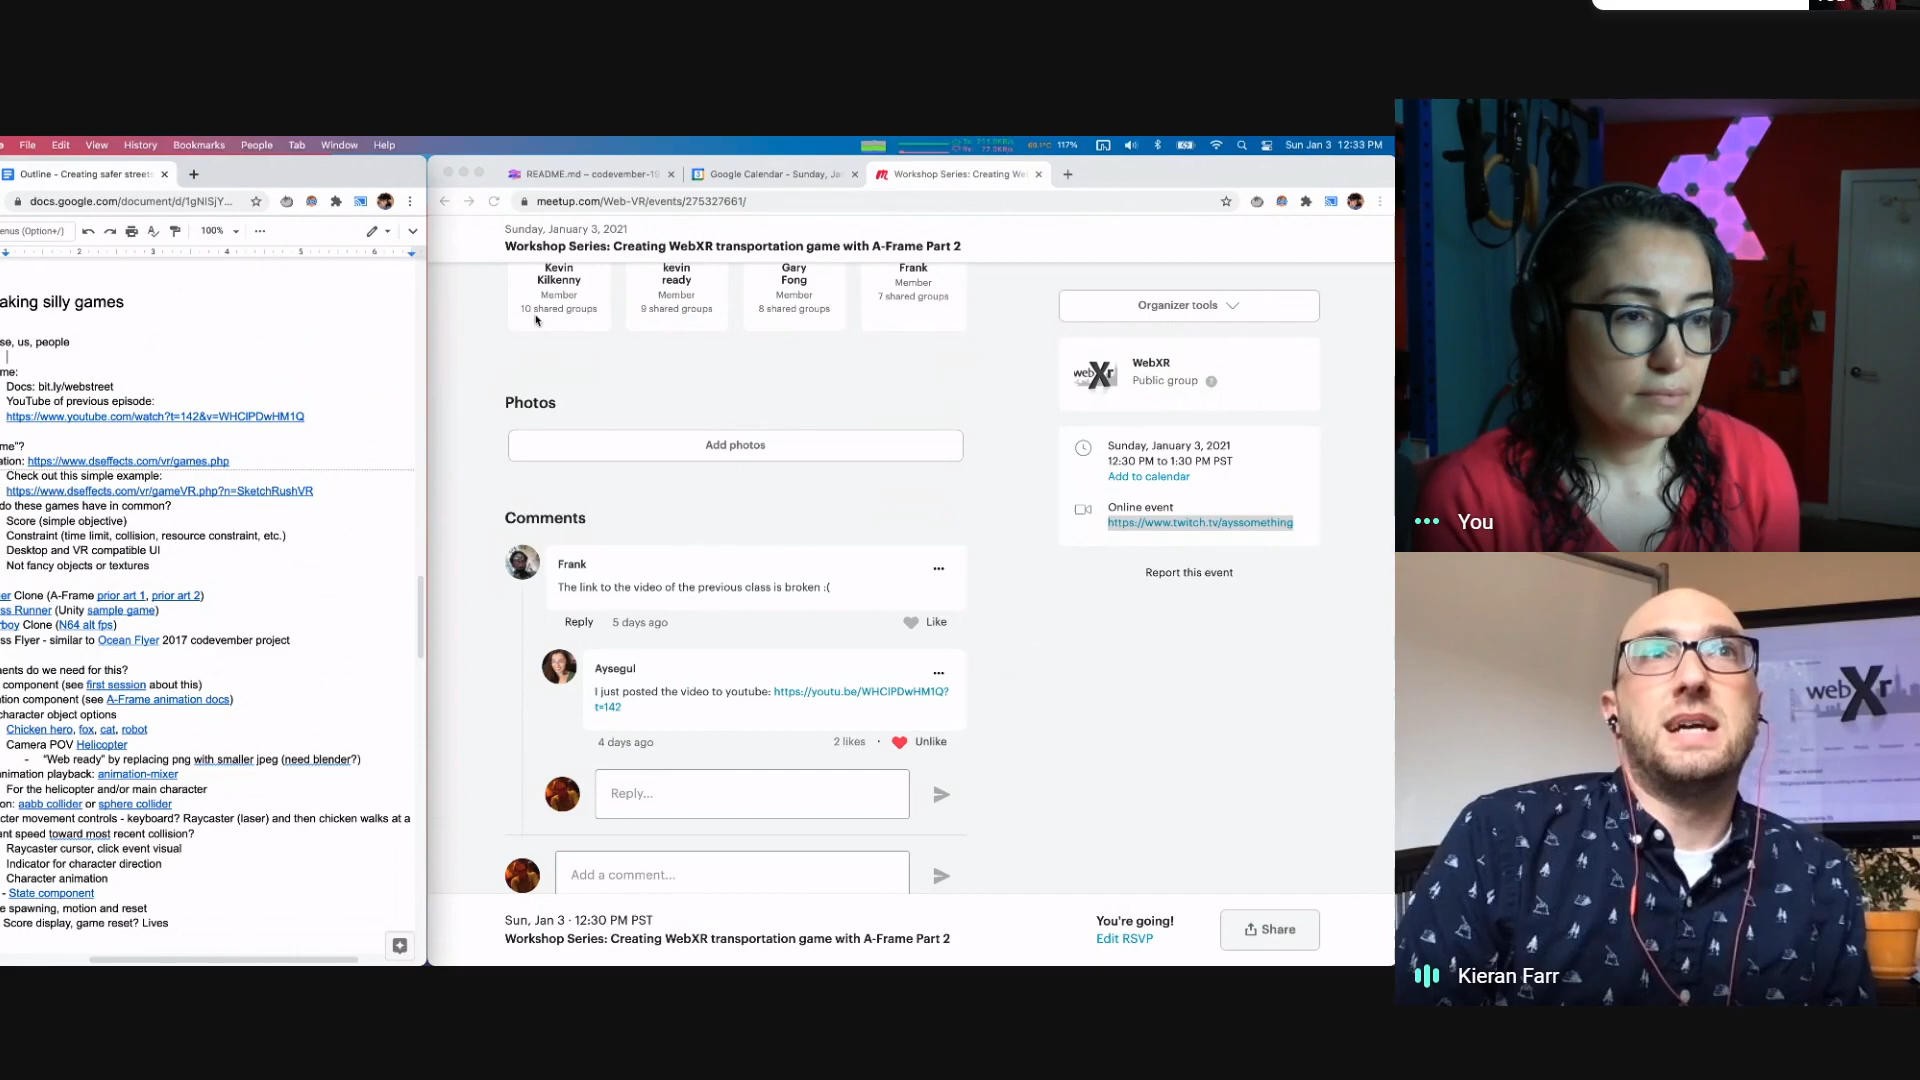 File Edit View History Bookmarks People Tab Window Help
117% Sun Jan 3 12:33 PM
Outline - Creating safer streets
docs.google.com/document/d/1gNlSjY...
enus (Option+/)
100%
2 3 4 5 6
aking silly games
se, us, people
me:
Docs: bit.ly/webstreet
YouTube of previous episode:
https://www.youtube.com/watch?t=142&v=WHCIPDwHM1Q
me"?
ation: https://www.dseffects.com/vr/games.php
Check out this simple example:
https://www.dseffects.com/vr/gameVR.php?n=SketchRushVR
do these games have in common?
Score (simple objective)
Constraint (time limit, collision, resource constraint, etc.)
Desktop and VR compatible UI
Not fancy objects or textures
er Clone (A-Frame prior art 1, prior art 2)
ss Runner (Unity sample game)
rboy Clone (N64 alt fps)
ss Flyer - similar to Ocean Flyer 2017 codevember project
ents do we need for this?
component (see first session about this)
tion component (see A-Frame animation docs)
character object options
Chicken hero, fox, cat, robot
Camera POV Helicopter
- "Web ready" by replacing png with smaller jpeg (need blender?)
animation playback: animation-mixer
For the helicopter and/or main character
on: aabb collider or sphere collider
cter movement controls - keyboard? Raycaster (laser) and then chicken walks at a
ant speed toward most recent collision?
Raycaster cursor, click event visual
Indicator for character direction
Character animation
- State component
e spawning, motion and reset
Score display, game reset? Lives
README.md – codevember-19
Google Calendar - Sunday, Ja
Workshop Series: Creating We
meetup.com/Web-VR/events/275327661/
Sunday, January 3, 2021
Workshop Series: Creating WebXR transportation game with A-Frame Part 2
Kevin Kilkenny
Member
10 shared groups
kevin ready
Member
9 shared groups
Gary Fong
Member
8 shared groups
Frank
Member
7 shared groups
Photos
Add photos
Comments
Frank
The link to the video of the previous class is broken :(
Reply 5 days ago Like
Aysegul
I just posted the video to youtube: https://youtu.be/WHCIPDwHM1Q?
t=142
4 days ago 2 likes · Unlike
Reply...
Add a comment...
Organizer tools
WebXR
Public group
Sunday, January 3, 2021
12:30 PM to 1:30 PM PST
Add to calendar
Online event
https://www.twitch.tv/ayssomething
Report this event
Sun, Jan 3 · 12:30 PM PST
Workshop Series: Creating WebXR transportation game with A-Frame Part 2
You're going!
Edit RSVP
Share
You
webXr
Kieran Farr